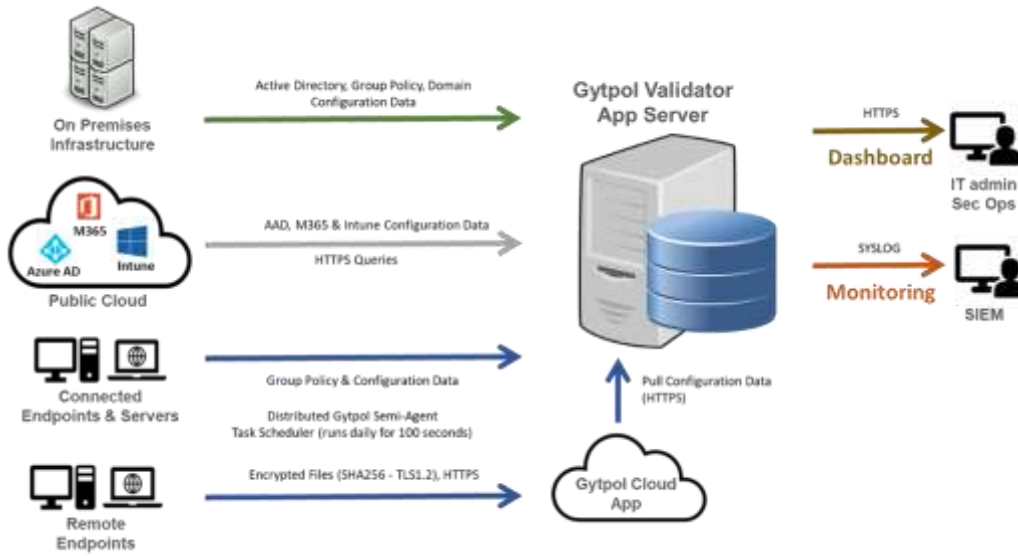 Active Directory, Group Policy, Domain
Configuration Data
On Premises
Infrastructure
Gytpol Validator
App Server
HTTPS
Dashboard
IT admin
Sec Ops
M365
Azure AD
Intune
Public Cloud
AAD, M365 & Intune Configuration Data
HTTPS Queries
SYSLOG
Monitoring
SIEM
Connected
Endpoints & Servers
Group Policy & Configuration Data
Distributed Gytpol Semi-Agent
Task Scheduler (runs daily for 100 seconds)
Pull Configuration Data
(HTTPS)
Remote
Endpoints
Encrypted Files (SHA256 - TLS1.2), HTTPS
Gytpol Cloud
App